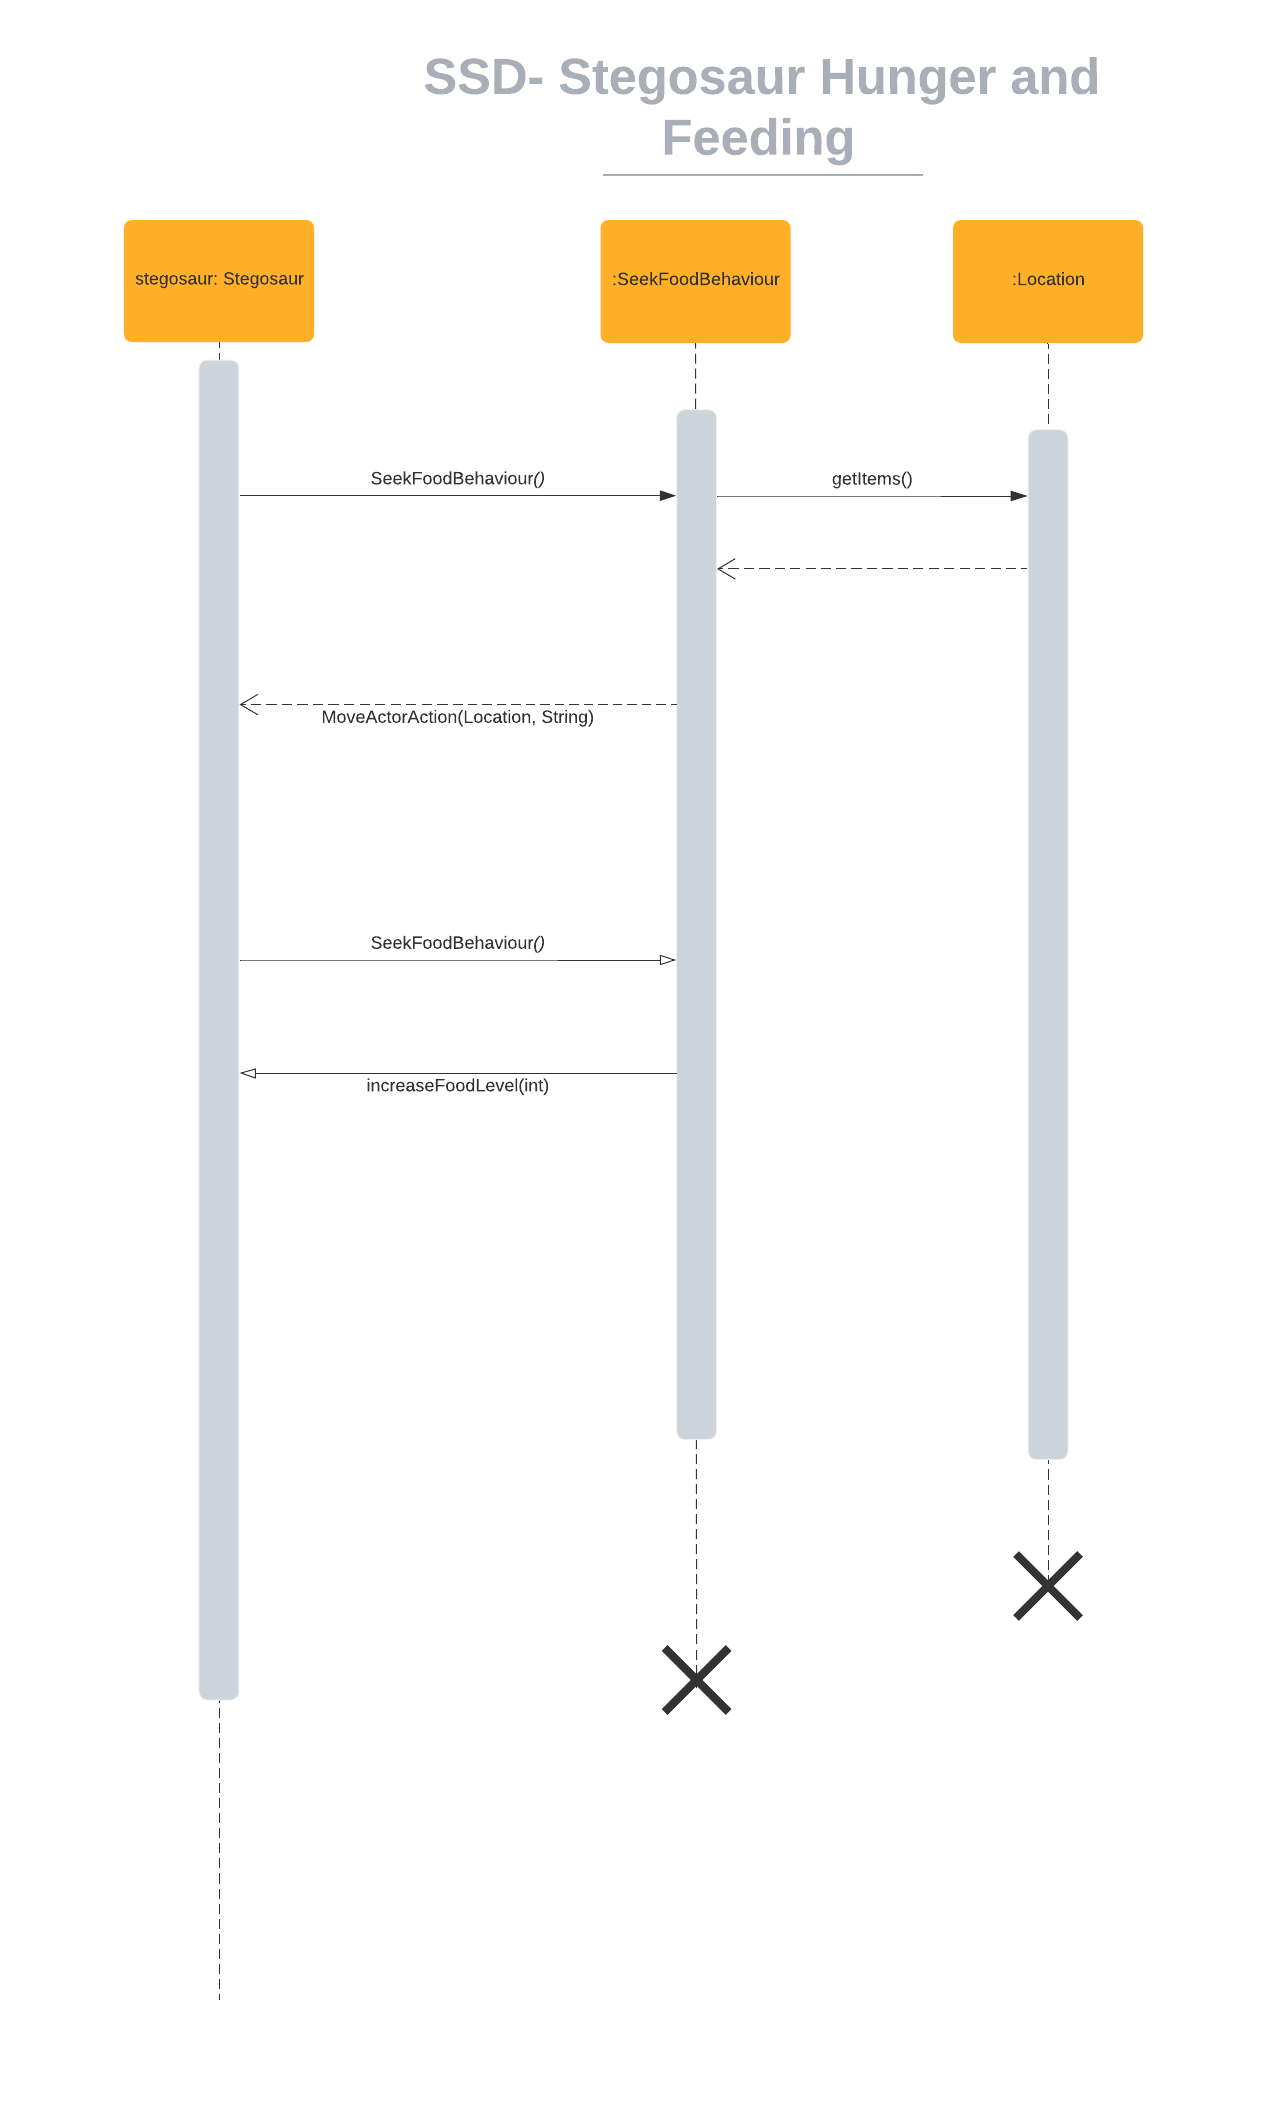 SSD- Stegosaur Hunger and
Feeding
stegosaur: Stegosaur
:SeekFoodBehaviour
:Location
SeekFoodBehaviour()
getItems()
MoveActorAction(Location, String)
SeekFoodBehaviour()
increaseFoodLevel(int)